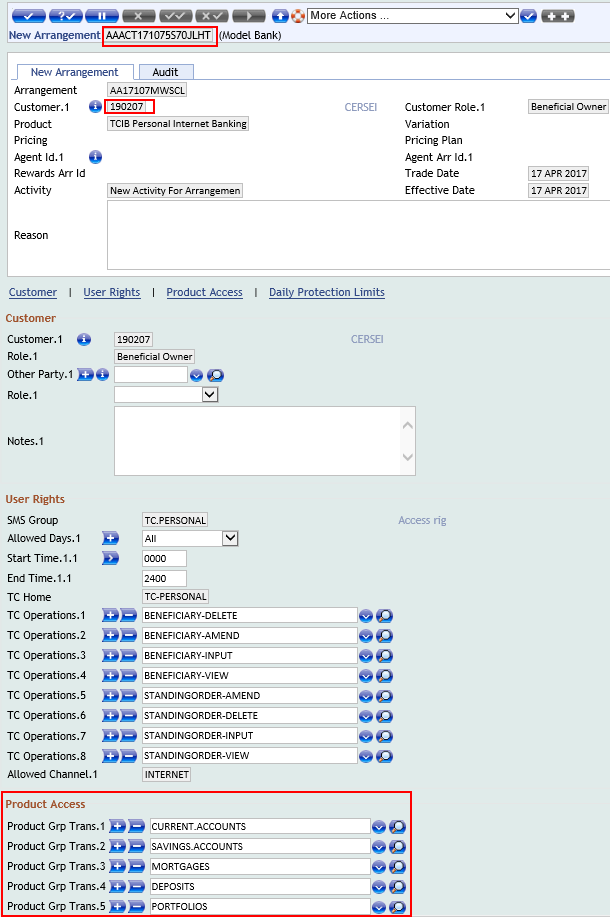 More Actions ...
New Arrangement AAACT171075S70JLHT (Model Bank)
New Arrangement Audit
Arrangement AA17107MWSCL
Customer.1 190207 CERSEI Customer Role.1 Beneficial Owner
Product TCIB Personal Internet Banking Variation
Pricing Pricing Plan
Agent Id.1 Agent Arr Id.1
Rewards Arr Id Trade Date 17 APR 2017
Activity New Activity For Arrangemen Effective Date 17 APR 2017
Reason
Customer | User Rights | Product Access | Daily Protection Limits
Customer
Customer.1 190207 CERSEI
Role.1 Beneficial Owner
Other Party.1
Role.1
Notes.1
User Rights
SMS Group TC.PERSONAL Access rig
Allowed Days.1 All
Start Time.1.1 0000
End Time.1.1 2400
TC Home TC-PERSONAL
TC Operations.1 BENEFICIARY-DELETE
TC Operations.2 BENEFICIARY-AMEND
TC Operations.3 BENEFICIARY-INPUT
TC Operations.4 BENEFICIARY-VIEW
TC Operations.5 STANDINGORDER-AMEND
TC Operations.6 STANDINGORDER-DELETE
TC Operations.7 STANDINGORDER-INPUT
TC Operations.8 STANDINGORDER-VIEW
Allowed Channel.1 INTERNET
Product Access
Product Grp Trans.1 CURRENT.ACCOUNTS
Product Grp Trans.2 SAVINGS.ACCOUNTS
Product Grp Trans.3 MORTGAGES
Product Grp Trans.4 DEPOSITS
Product Grp Trans.5 PORTFOLIOS